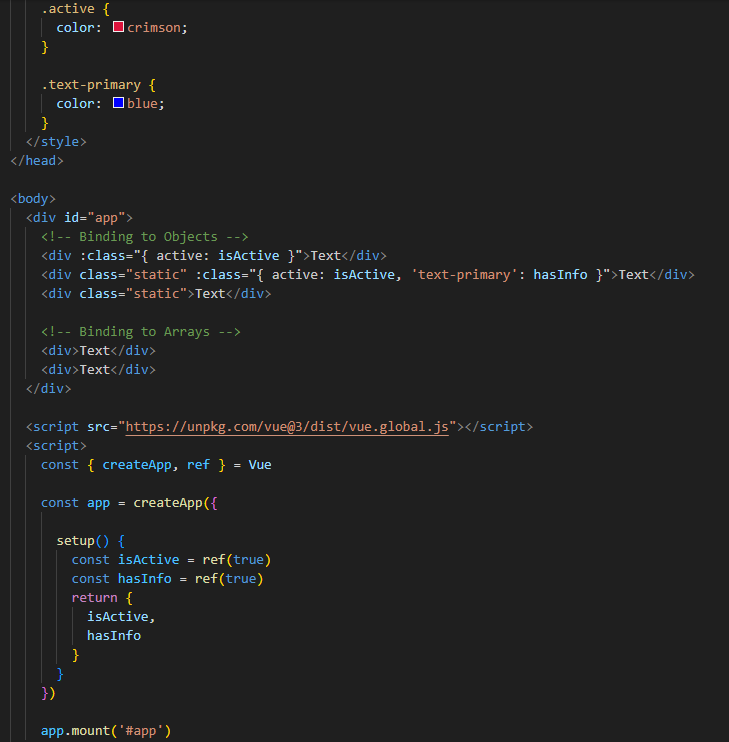 .active {
color: crimson;
}
.text-primary {
color: blue;
}
</style>
</head>
<body>
<div id="app">
<!-- Binding to Objects -->
<div :class="{ active: isActive }">Text</div>
<div class="static" :class="{ active: isActive, 'text-primary': hasInfo }">Text</div>
<div class="static">Text</div>
<!-- Binding to Arrays -->
<div>Text</div>
<div>Text</div>
</div>
<script src="https://unpkg.com/vue@3/dist/vue.global.js"></script>
<script>
const { createApp, ref } = Vue
const app = createApp({
setup() {
const isActive = ref(true)
const hasInfo = ref(true)
return {
isActive,
hasInfo
}
}
})
app.mount('#app')